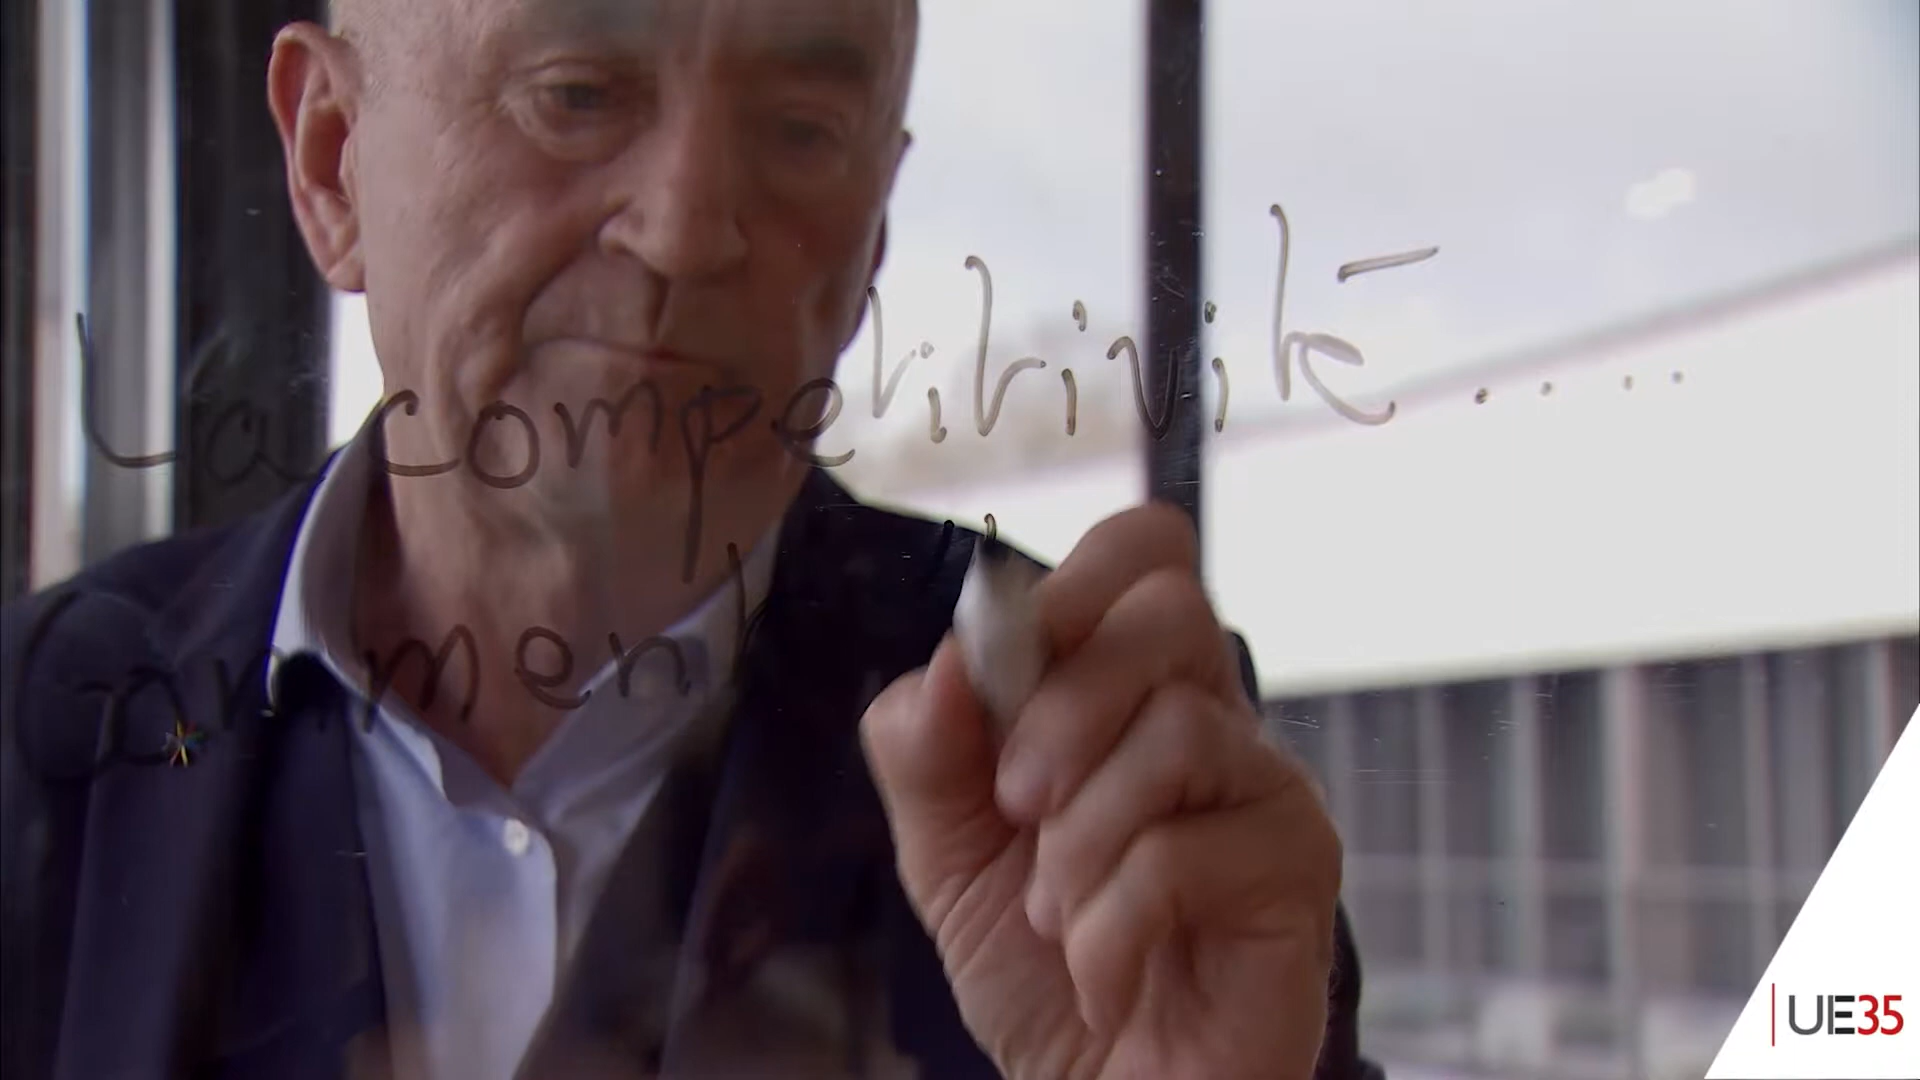 La compétitivité .....
Comment
UE35